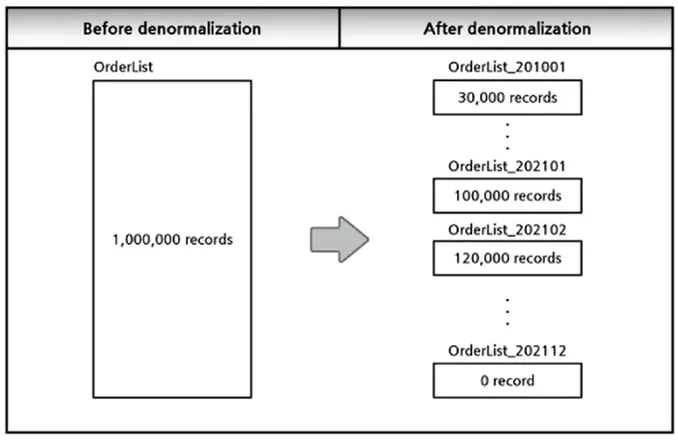 Before denormalization
After denormalization
OrderList
1,000,000 records
OrderList_201001
30,000 records
OrderList_202101
100,000 records
OrderList_202102
120,000 records
OrderList_202112
0 record